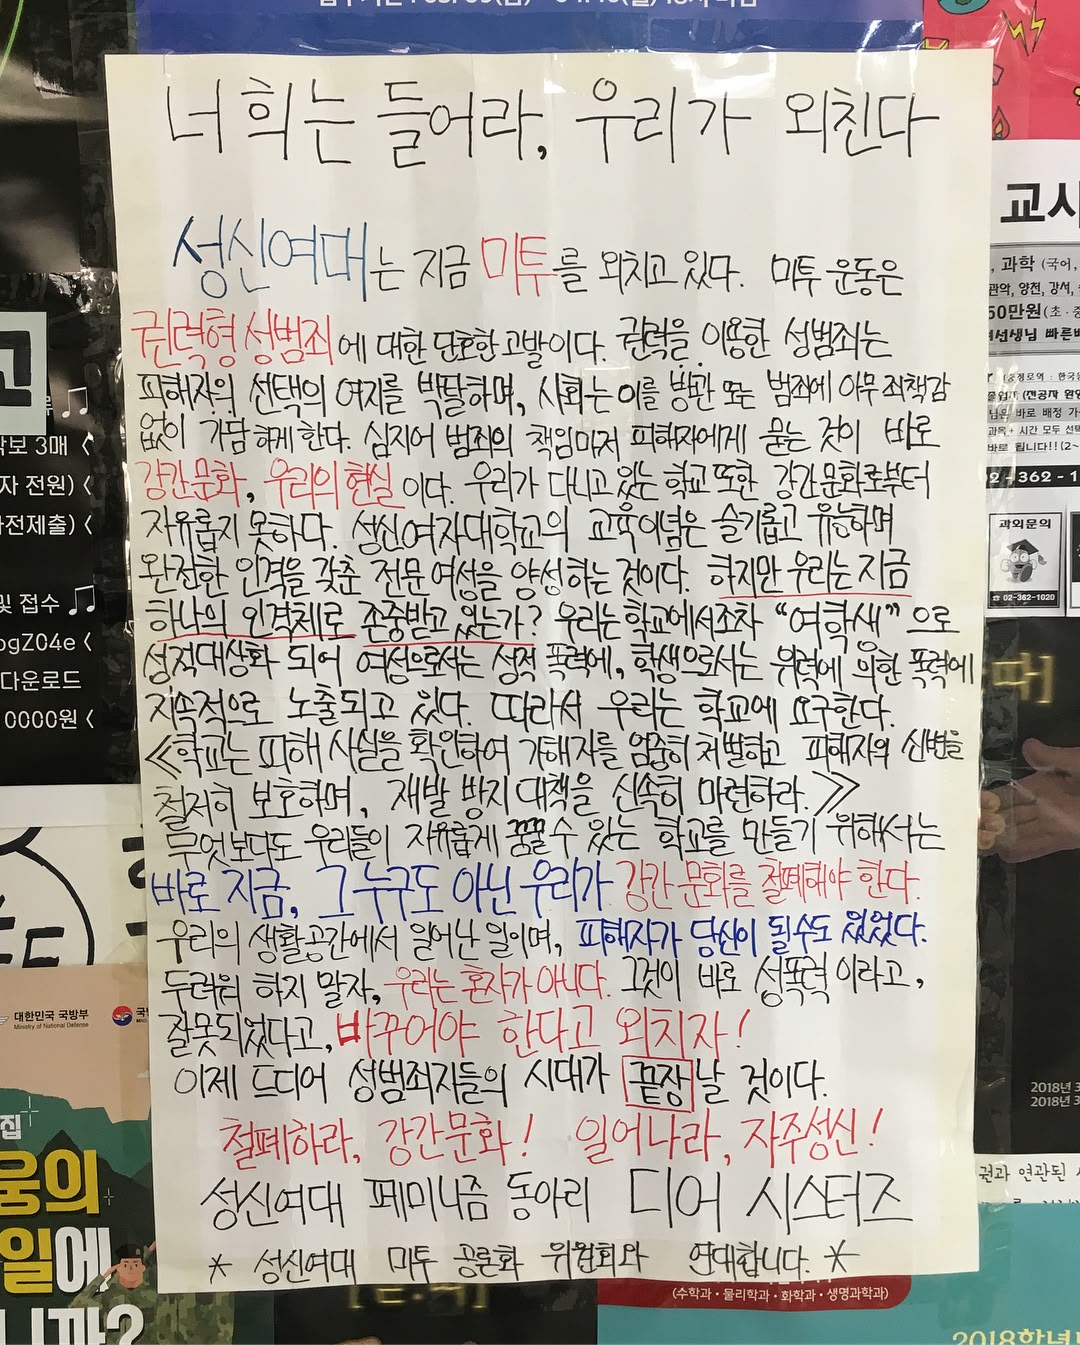 너희는 들어라, 우리가 외친다
성신여대는 지금 미투를 외치고 있다. 미투 운동은
권력형 성범죄에 대한 단호한 고발이다. 권력을 이용한 성범죄는
피해자의 선택의 여지를 박탈하며, 사회는 이를 방관 또는 범죄에 아무 죄책감
없이 가담하게 한다. 심지어 범죄의 책임마저 피해자에게 묻는 것이 바로
강간문화, 우리의 현실이다. 우리가 다니고 있는 학교 또한 강간문화로부터
자유롭지 못하다. 성신여자대학교의 교육이념은 슬기롭고 유능하며
완전한 인격을 갖춘 전문 여성을 양성하는 것이다. 하지만 우리는 지금
하나의 인격체로 존중받고 있는가? 우리는 학교에서조차 “여학생”으로
성적대상화 되어 여성으로서는 성적 폭력에, 학생으로서는 위력에 의한 폭력에
지속적으로 노출되고 있다. 따라서 우리는 학교에 요구한다.
≪학교는 피해 사실을 확인하여 가해자를 엄중히 처벌하고 피해자의 신변을
철저히 보호하며, 재발 방지 대책을 신속히 마련하라.≫
무엇보다도 우리들이 자유롭게 꿈꿀 수 있는 학교를 만들기 위해서는
바로 지금, 그 누구도 아닌 우리가 강간 문화를 철폐해야 한다.
우리의 생활공간에서 일어난 일이며, 피해자가 당신이 될 수도 있었다.
두려워 하지 말자, 우리는 혼자가 아니다. 그것이 바로 성폭력이라고,
잘못되었다고, 바꾸어야 한다고 외치자!
이제 드디어 성범죄자들의 시대가 끝장날 것이다.
철폐하라, 강간문화! 일어나라, 자주성신!
성신여대 페미니즘 동아리 디어 시스터즈
* 성신여대 미투 공론화 위원회와 연대합니다. *
교사
, 과학 (국어,
관악, 양천, 강서,
50만원(초·중
과외문의
☎ 02-362-1020
보 3매 <
자 전원) <
전제출) <
및 접수 ♫
ogZ04e <
다운로드
0000원 <
대한민국 국방부
Ministry of National Defense
웅의
일에
니까?
2018년
2018년
권과 연관된
(수학과·물리학과·화학과·생명과학과)
2018학년